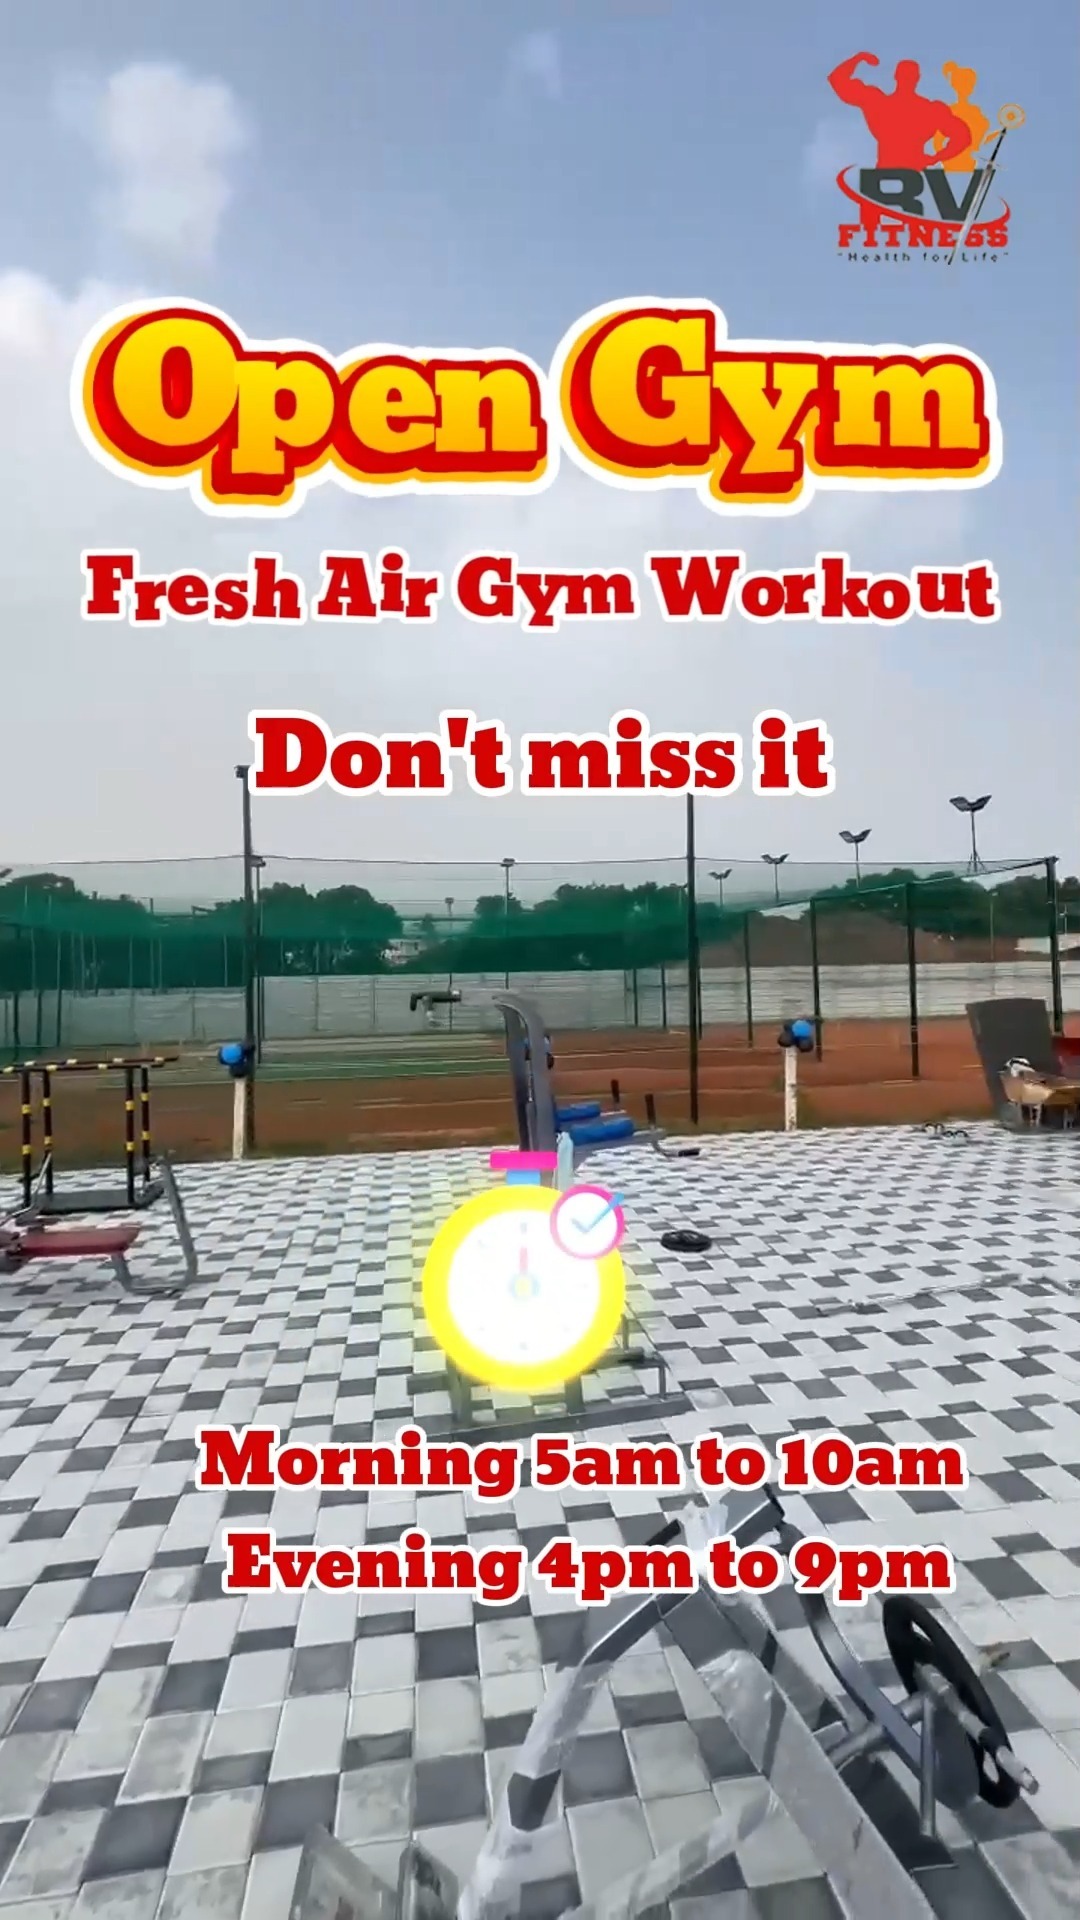 RV
FITNESS
"Health for Life"
Open Gym
Fresh Air Gym Workout
Don't miss it
Morning 5am to 10am
Evening 4pm to 9pm